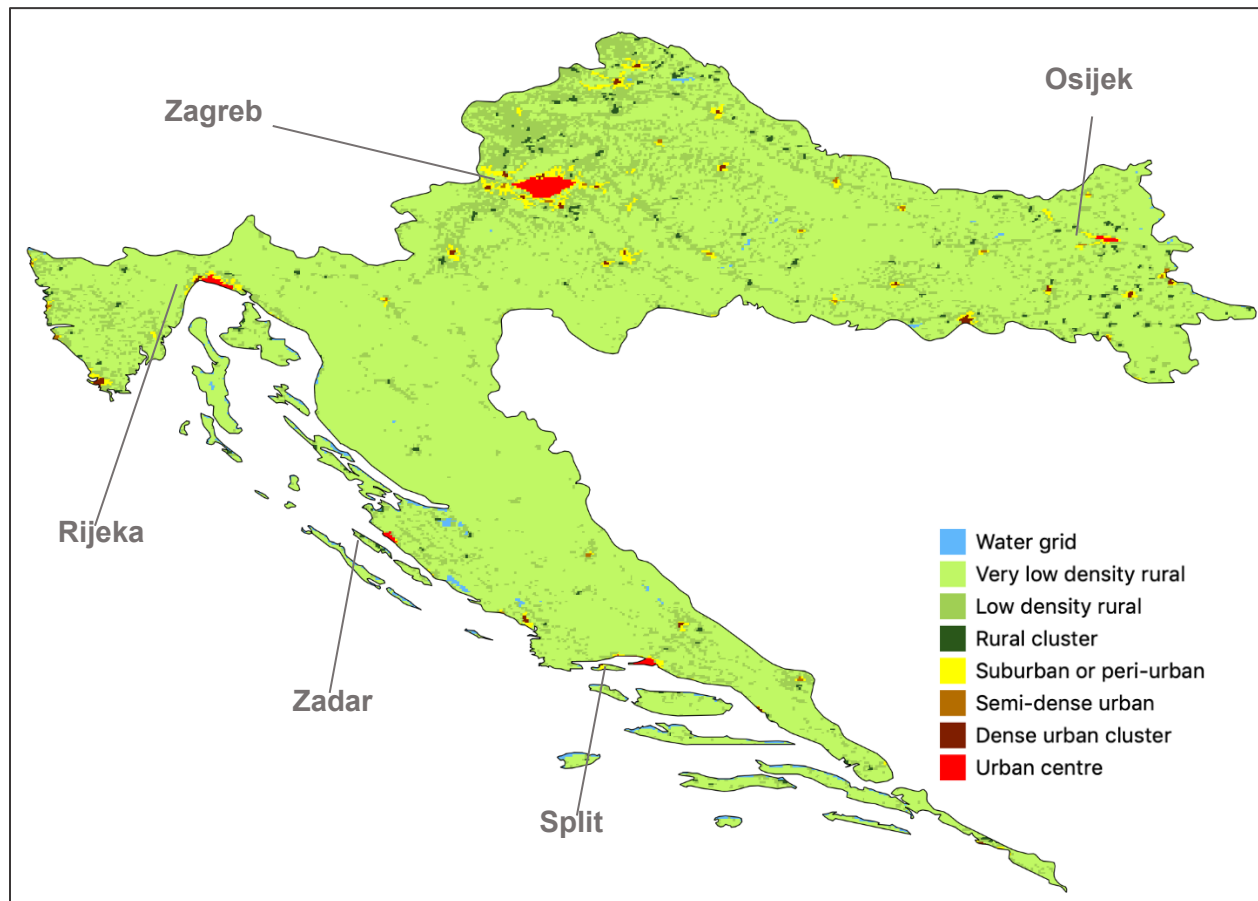 Osijek
Zagreb
Rijeka
Zadar
Split
Water grid
Very low density rural
Low density rural
Rural cluster
Suburban or peri-urban
Semi-dense urban
Dense urban cluster
Urban centre